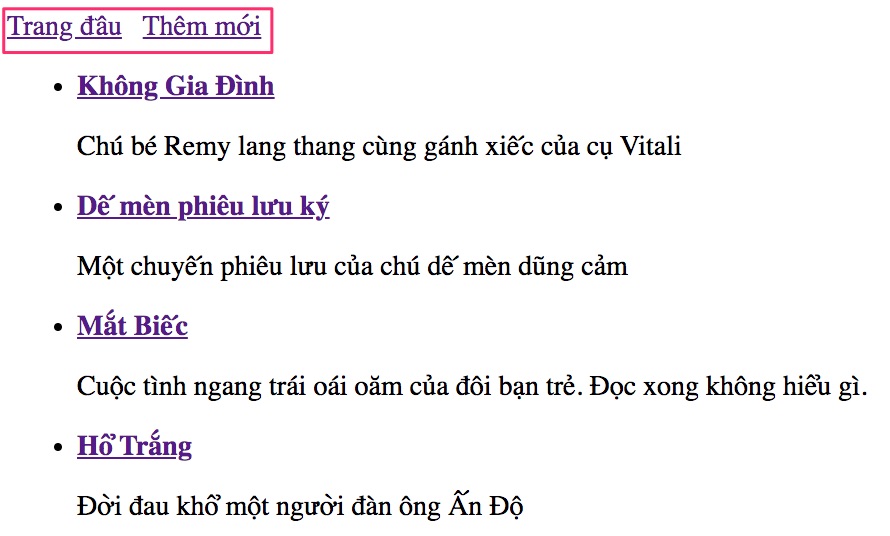 Trang đâu Thêm mới
Không Gia Đình
Chú bé Remy lang thang cùng gánh xiếc của cụ Vitali
Dế mèn phiêu lưu ký
Một chuyến phiêu lưu của chú dế mèn dũng cảm
Mắt Biếc
Cuộc tình ngang trái oái oăm của đôi bạn trẻ. Đọc xong không hiểu gì.
Hổ Trắng
Đời đau khổ một người đàn ông Ấn Độ